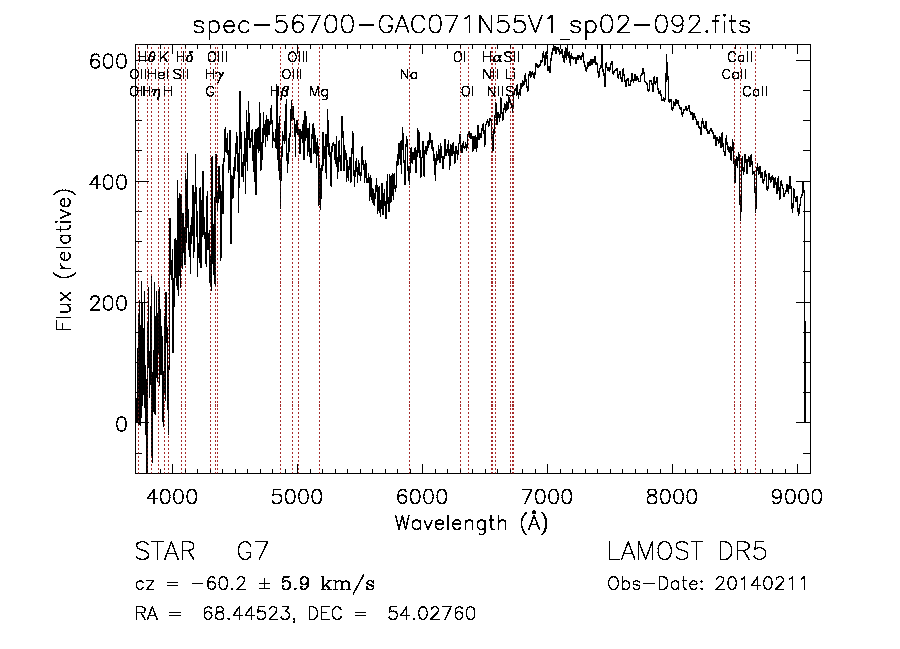 spec-56700-GAC071N55V1_sp02-092.fits
Hθ K Hδ OIII OIII OI Hα SII CaII
OII HeI SII Hγ OIII Na NII Li CaII
OII Hη H G Hβ Mg OI NII SII CaII
600
400
200
0
Flux (relative)
4000 5000 6000 7000 8000 9000
Wavelength (Å)
STAR G7 LAMOST DR5
cz = −60.2 ± 5.9 km/s Obs-Date: 20140211
RA = 68.44523, DEC = 54.02760